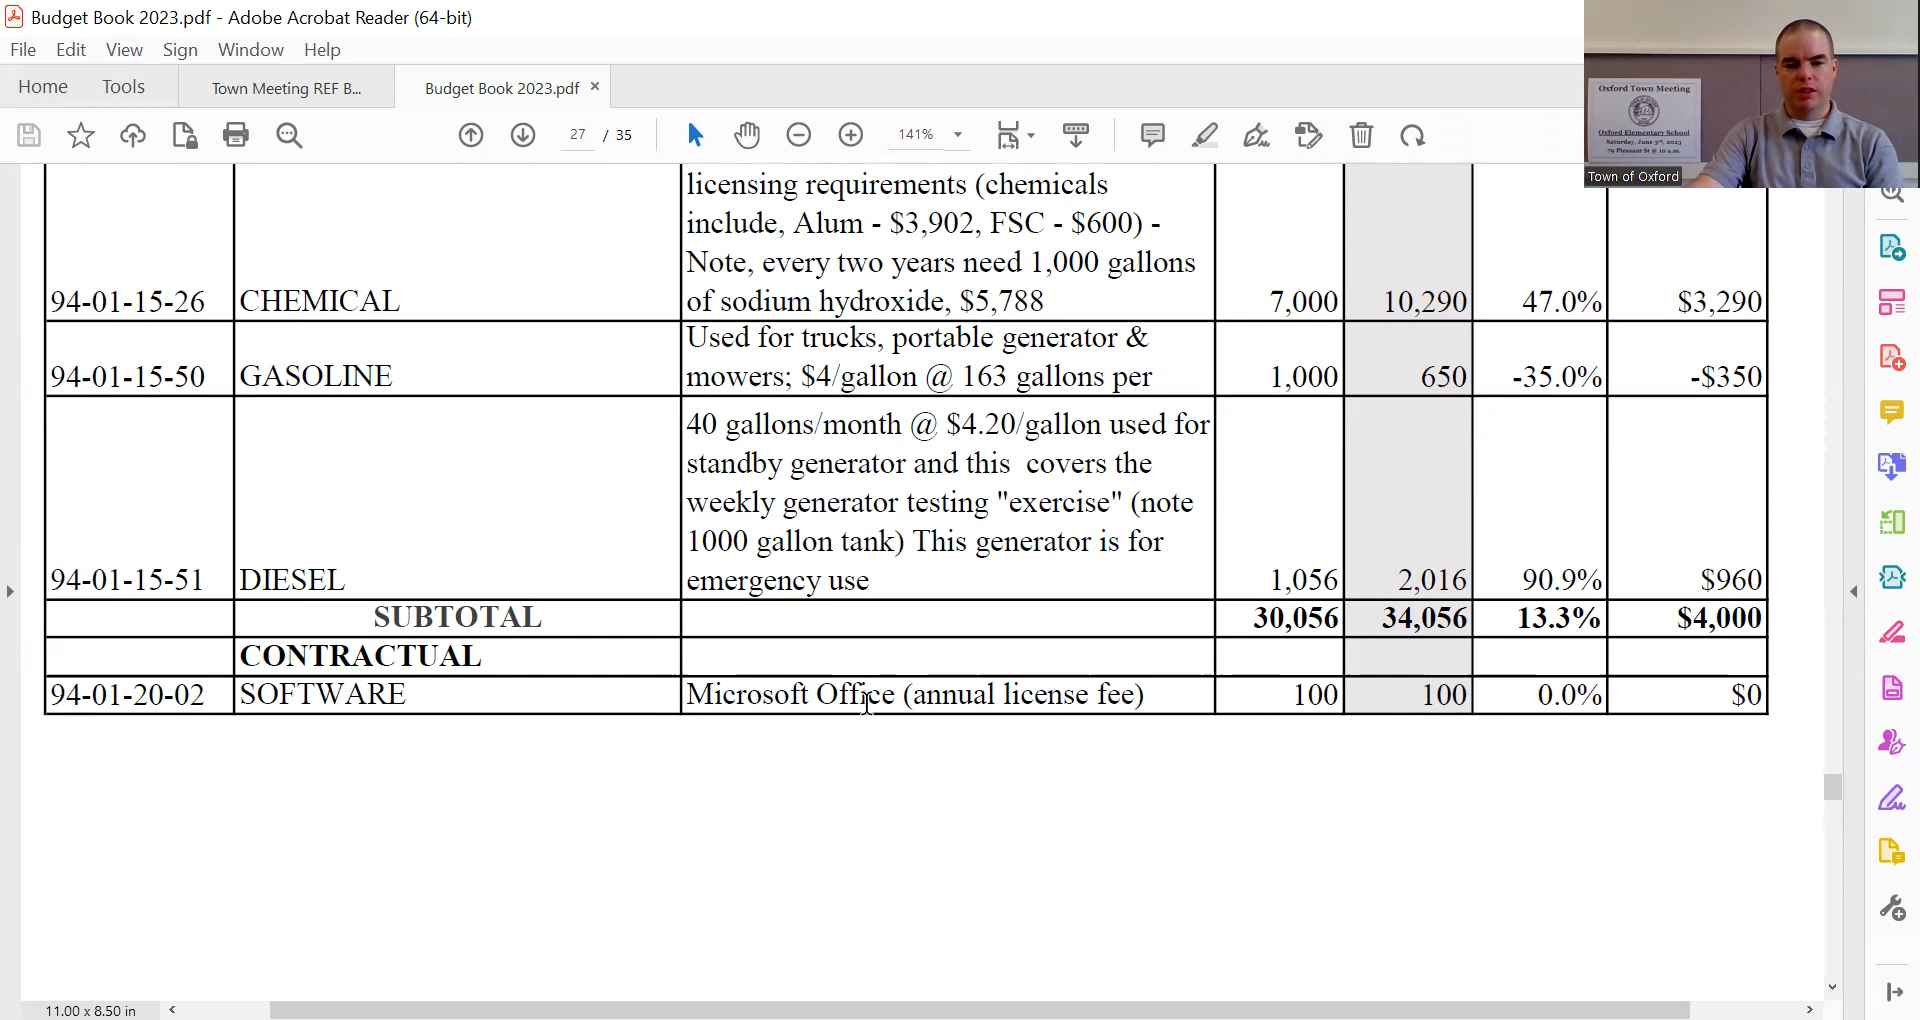 Budget Book 2023.pdf - Adobe Acrobat Reader (64-bit)
File Edit View Sign Window Help
Home Tools Town Meeting REF B... Budget Book 2023.pdf ×
27 / 35 141%
Oxford Town Meeting
Oxford Elementary School
Saturday, June 3rd, 2023
79 Pleasant St @ 10 a.m.
Town of Oxford
licensing requirements (chemicals
include, Alum - $3,902, FSC - $600) -
Note, every two years need 1,000 gallons
94-01-15-26 CHEMICAL of sodium hydroxide, $5,788 7,000 10,290 47.0% $3,290
Used for trucks, portable generator &
94-01-15-50 GASOLINE mowers; $4/gallon @ 163 gallons per 1,000 650 -35.0% -$350
40 gallons/month @ $4.20/gallon used for
standby generator and this covers the
weekly generator testing "exercise" (note
1000 gallon tank) This generator is for
94-01-15-51 DIESEL emergency use 1,056 2,016 90.9% $960
SUBTOTAL 30,056 34,056 13.3% $4,000
CONTRACTUAL
94-01-20-02 SOFTWARE Microsoft Office (annual license fee) 100 100 0.0% $0
11.00 x 8.50 in